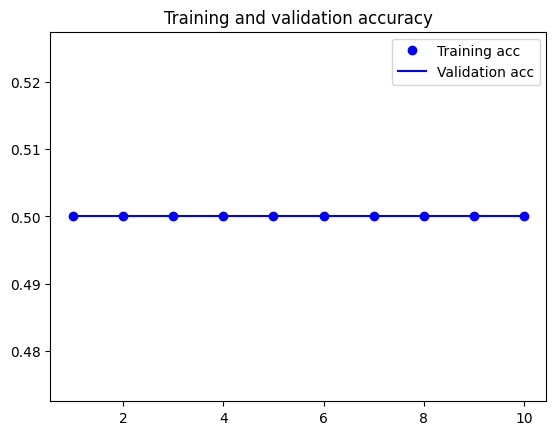 Training and validation accuracy
Training acc
Validation acc
0.52
0.51
0.50
0.49
0.48
2 4 6 8 10